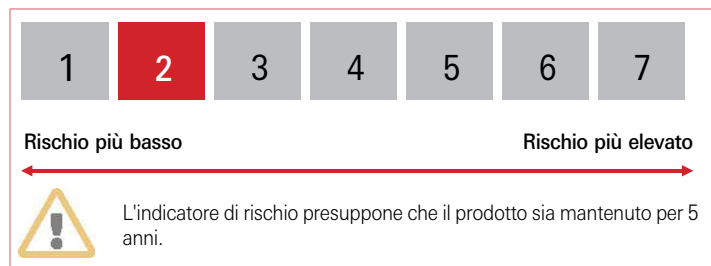 1 2 3 4 5 6 7
Rischio più basso Rischio più elevato
L'indicatore di rischio presuppone che il prodotto sia mantenuto per 5
anni.